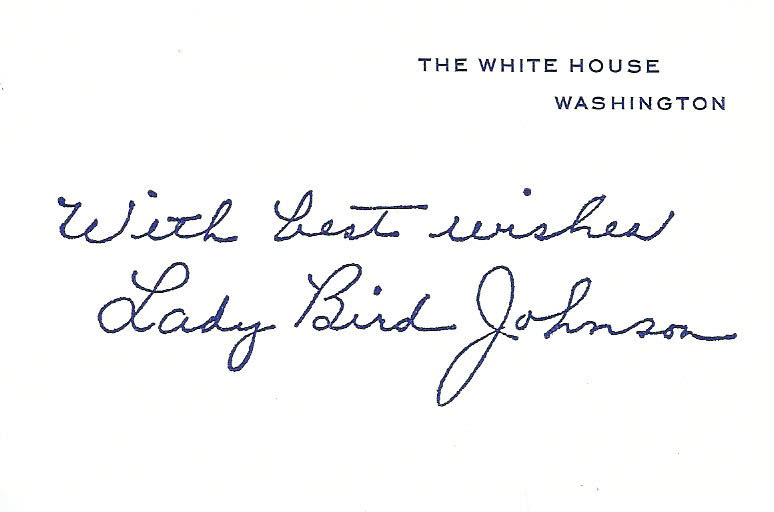 THE WHITE HOUSE
WASHINGTON
With best wishes
Lady Bird Johnson